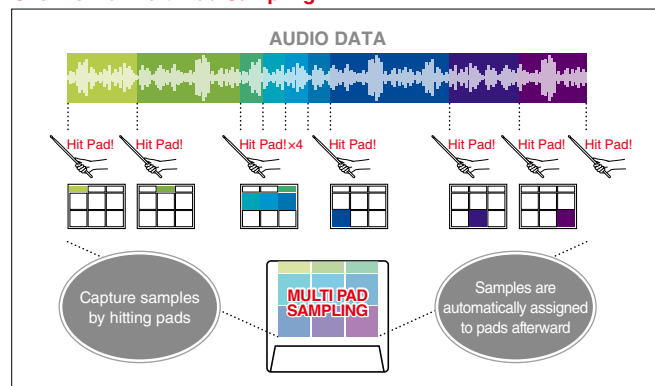 AUDIO DATA
Hit Pad! Hit Pad! Hit Pad!×4 Hit Pad! Hit Pad! Hit Pad! Hit Pad!
Capture samples
by hitting pads
MULTI PAD
SAMPLING
Samples are
automatically assigned
to pads afterward